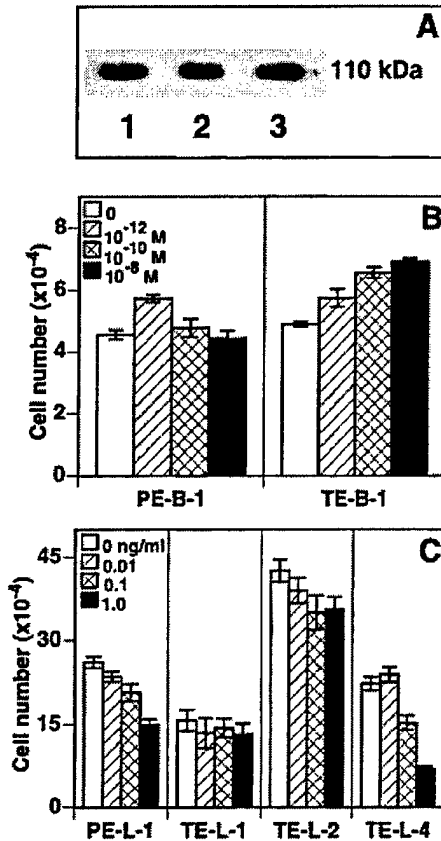 A
110 kDa
1 2 3
B
0
10⁻¹² M
10⁻¹⁰ M
10⁻⁸ M
Cell number (x10⁻⁴)
8
6
4
2
0
PE-B-1 TE-B-1
C
0 ng/ml
0.01
0.1
1.0
Cell number (x10⁻⁴)
45
30
15
0
PE-L-1 TE-L-1 TE-L-2 TE-L-4